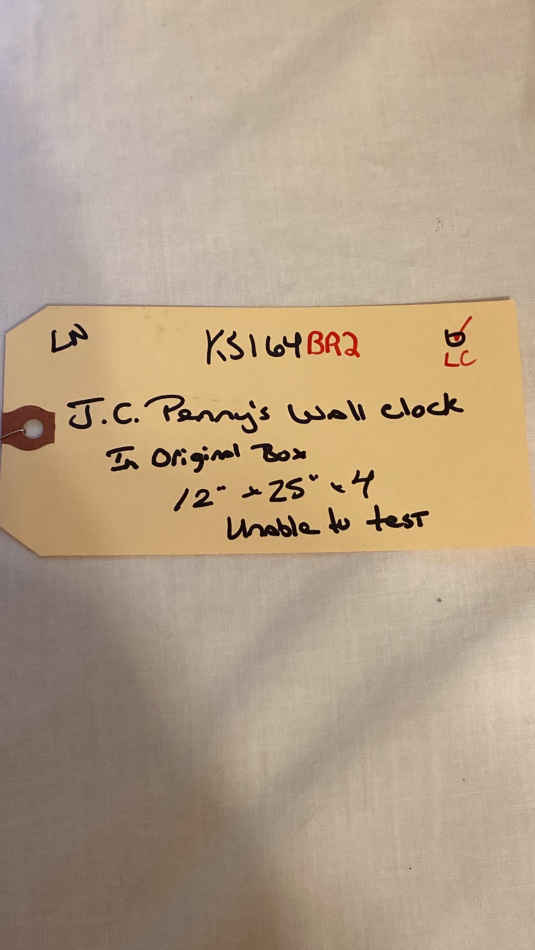 LN KS164BR2
LC
J.C. Penny's Wall Clock
In Original Box
12" x 25" x 4
Unable to test